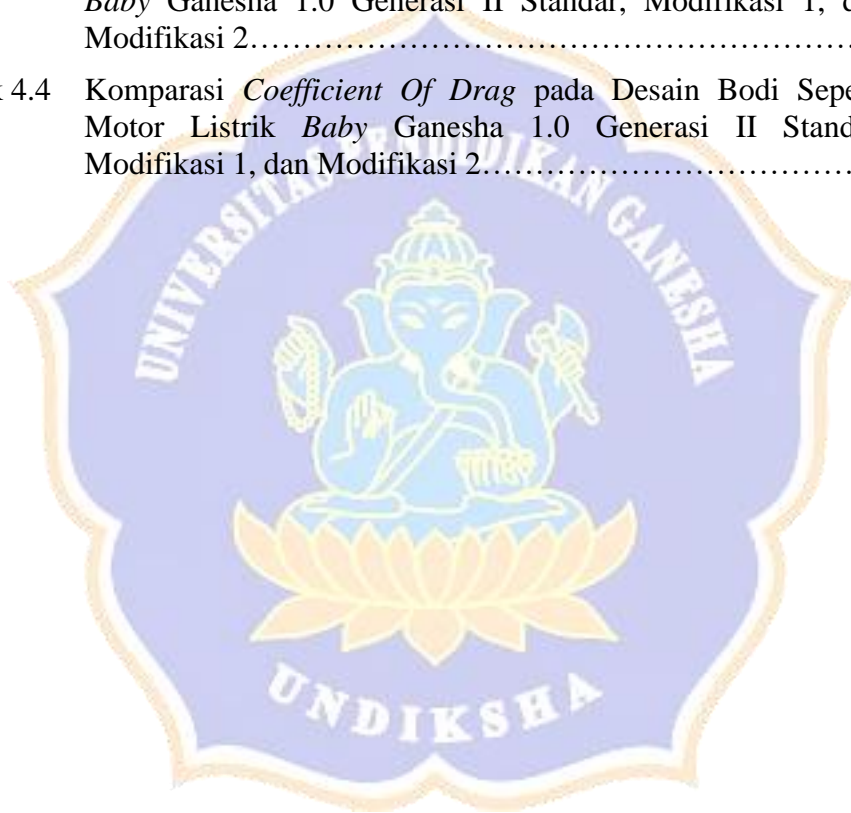 Baby Ganesha 1.0 Generasi II Standar, Modifikasi 1, d
Modifikasi 2……………………………………………………
4.4 Komparasi Coefficient Of Drag pada Desain Bodi Sepe
Motor Listrik Baby Ganesha 1.0 Generasi II Stand
Modifikasi 1, dan Modifikasi 2………………………………
UNIVERSITAS PENDIDIKAN GANESHA
UNDIKSHA